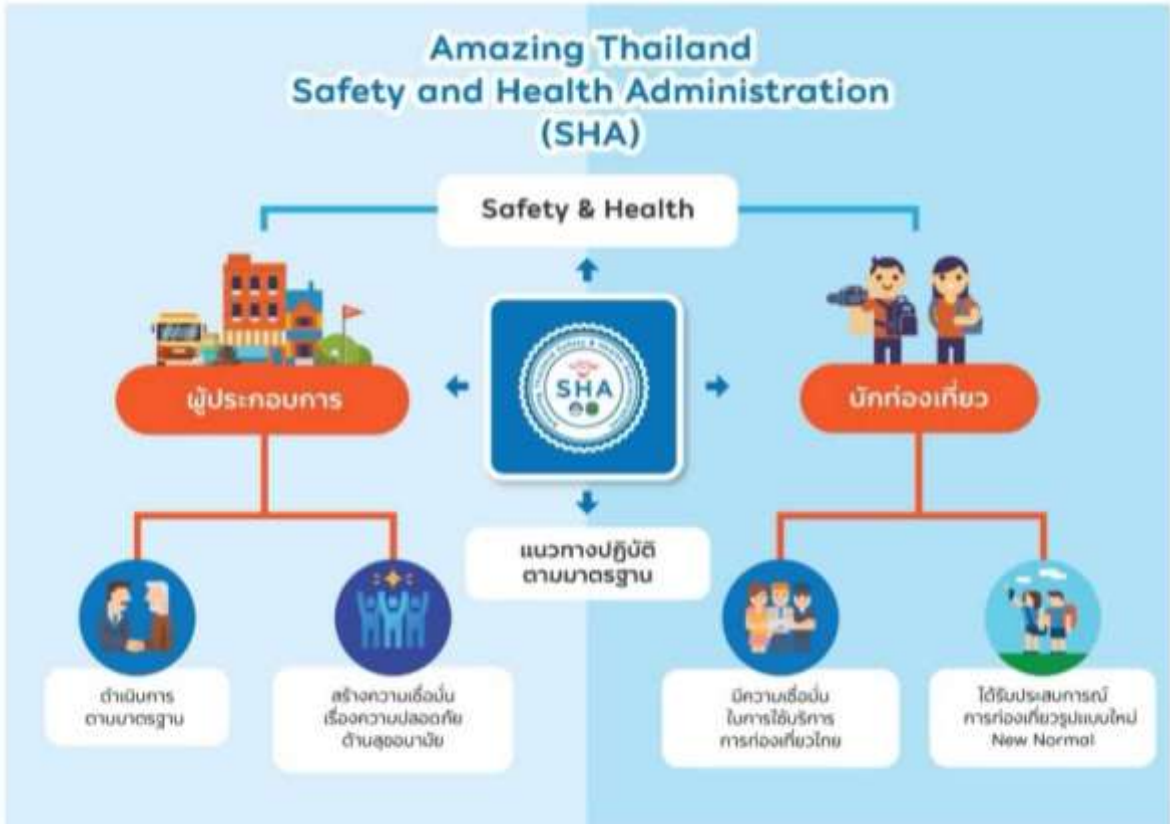 Amazing Thailand
Safety and Health Administration
(SHA)
Safety & Health
ผู้ประกอบการ
SHA
นักท่องเที่ยว
แนวทางปฏิบัติ
ตามมาตรฐาน
ดำเนินการ
ตามมาตรฐาน
สร้างความเชื่อมั่น
เรื่องความปลอดภัย
ด้านสุขอนามัย
มีความเชื่อมั่น
ในการใช้บริการ
การท่องเที่ยวไทย
ได้รับประสบการณ์
การท่องเที่ยวรูปแบบใหม่
New Normal